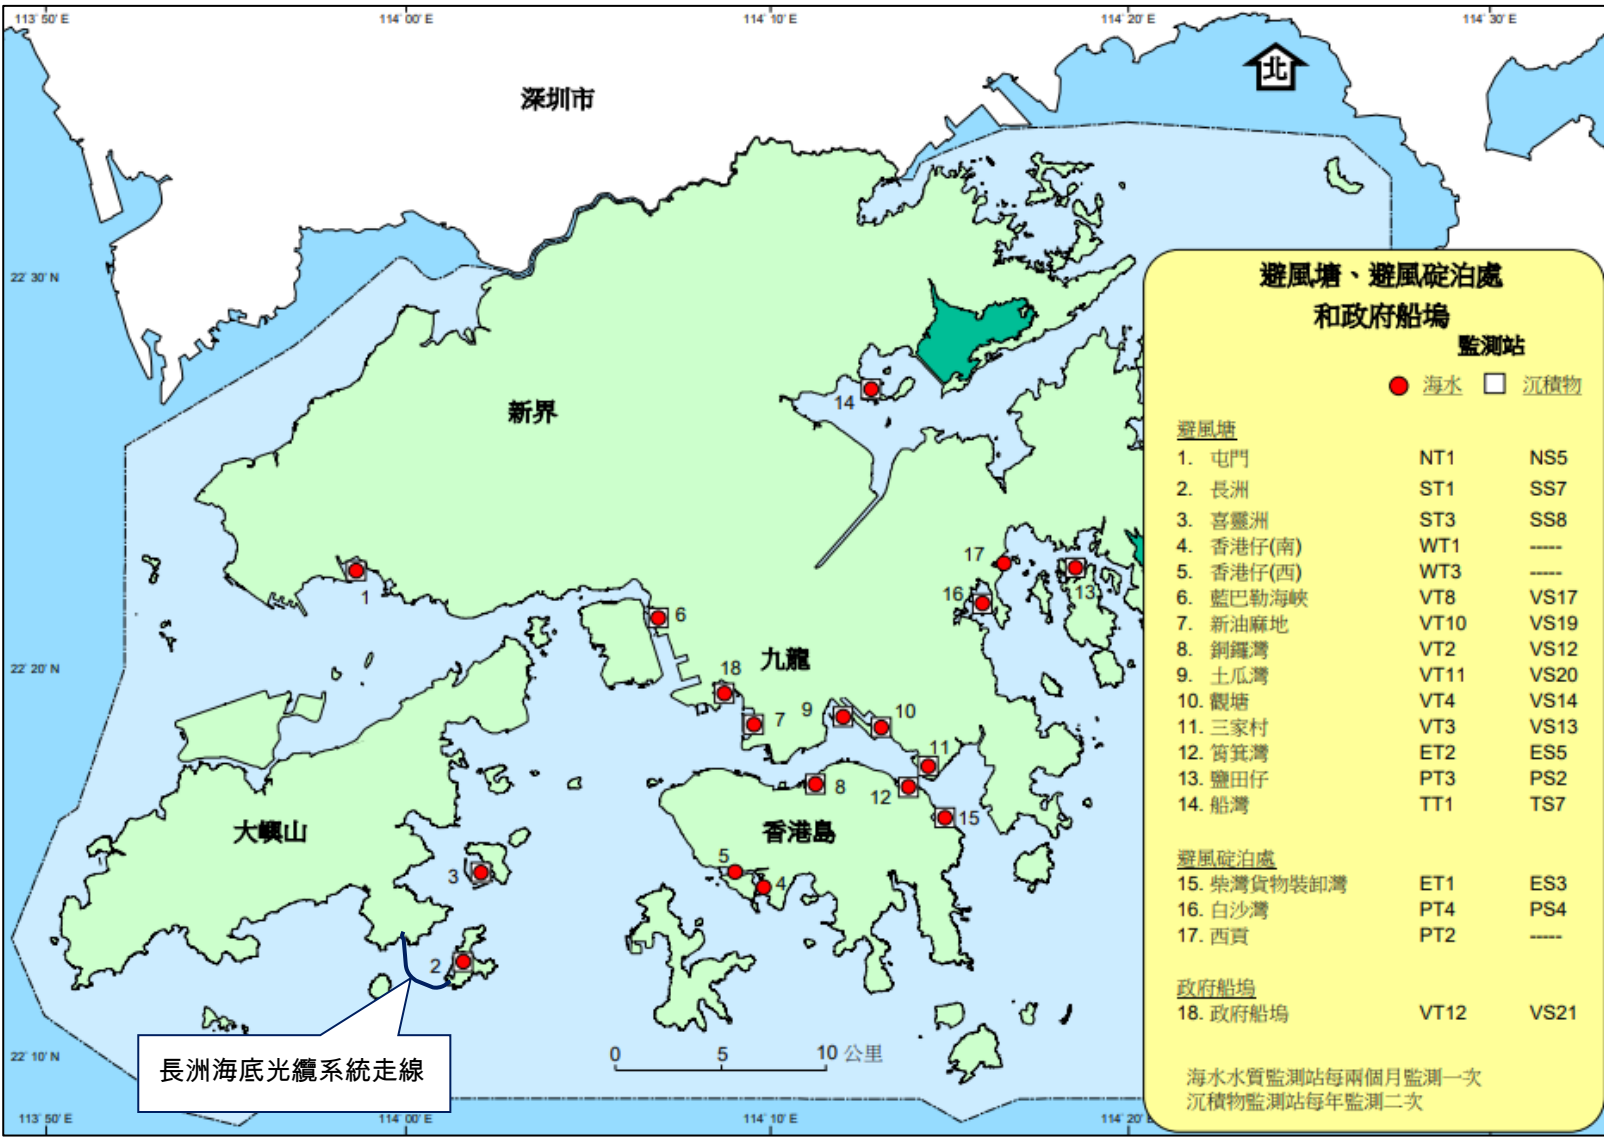 113° 50' E 114° 00' E 114° 10' E 114° 20' E 114° 30' E
北
深圳市
22° 30' N
新界
14
17
16
13
1
6
九龍
22° 20' N
18
7
9
10
11
8
12
15
香港島
大嶼山
5
4
3
2
長洲海底光纜系統走線
0 5 10 公里
22° 10' N
113° 50' E 114° 00' E 114° 10' E 114° 20' E
避風塘、避風碇泊處
和政府船塢
監測站
海水 沉積物
避風塘
1. 屯門 NT1 NS5
2. 長洲 ST1 SS7
3. 喜靈洲 ST3 SS8
4. 香港仔(南) WT1 -----
5. 香港仔(西) WT3 -----
6. 藍巴勒海峽 VT8 VS17
7. 新油麻地 VT10 VS19
8. 銅鑼灣 VT2 VS12
9. 土瓜灣 VT11 VS20
10. 觀塘 VT4 VS14
11. 三家村 VT3 VS13
12. 筲箕灣 ET2 ES5
13. 鹽田仔 PT3 PS2
14. 船灣 TT1 TS7
避風碇泊處
15. 柴灣貨物裝卸灣 ET1 ES3
16. 白沙灣 PT4 PS4
17. 西貢 PT2 -----
政府船塢
18. 政府船塢 VT12 VS21
海水水質監測站每兩個月監測一次
沉積物監測站每年監測二次